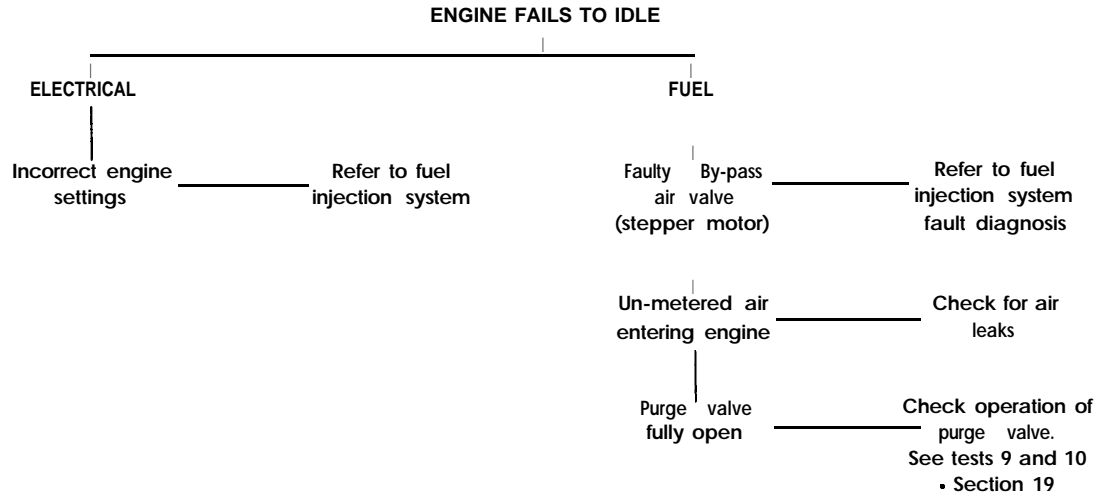 ENGINE FAILS TO IDLE
ELECTRICAL
FUEL
Incorrect engine
settings
Refer to fuel
injection system
Faulty By-pass
air valve
(stepper motor)
Refer to fuel
injection system
fault diagnosis
Un-metered air
entering engine
Check for air
leaks
Purge valve
fully open
Check operation of
purge valve.
See tests 9 and 10
- Section 19